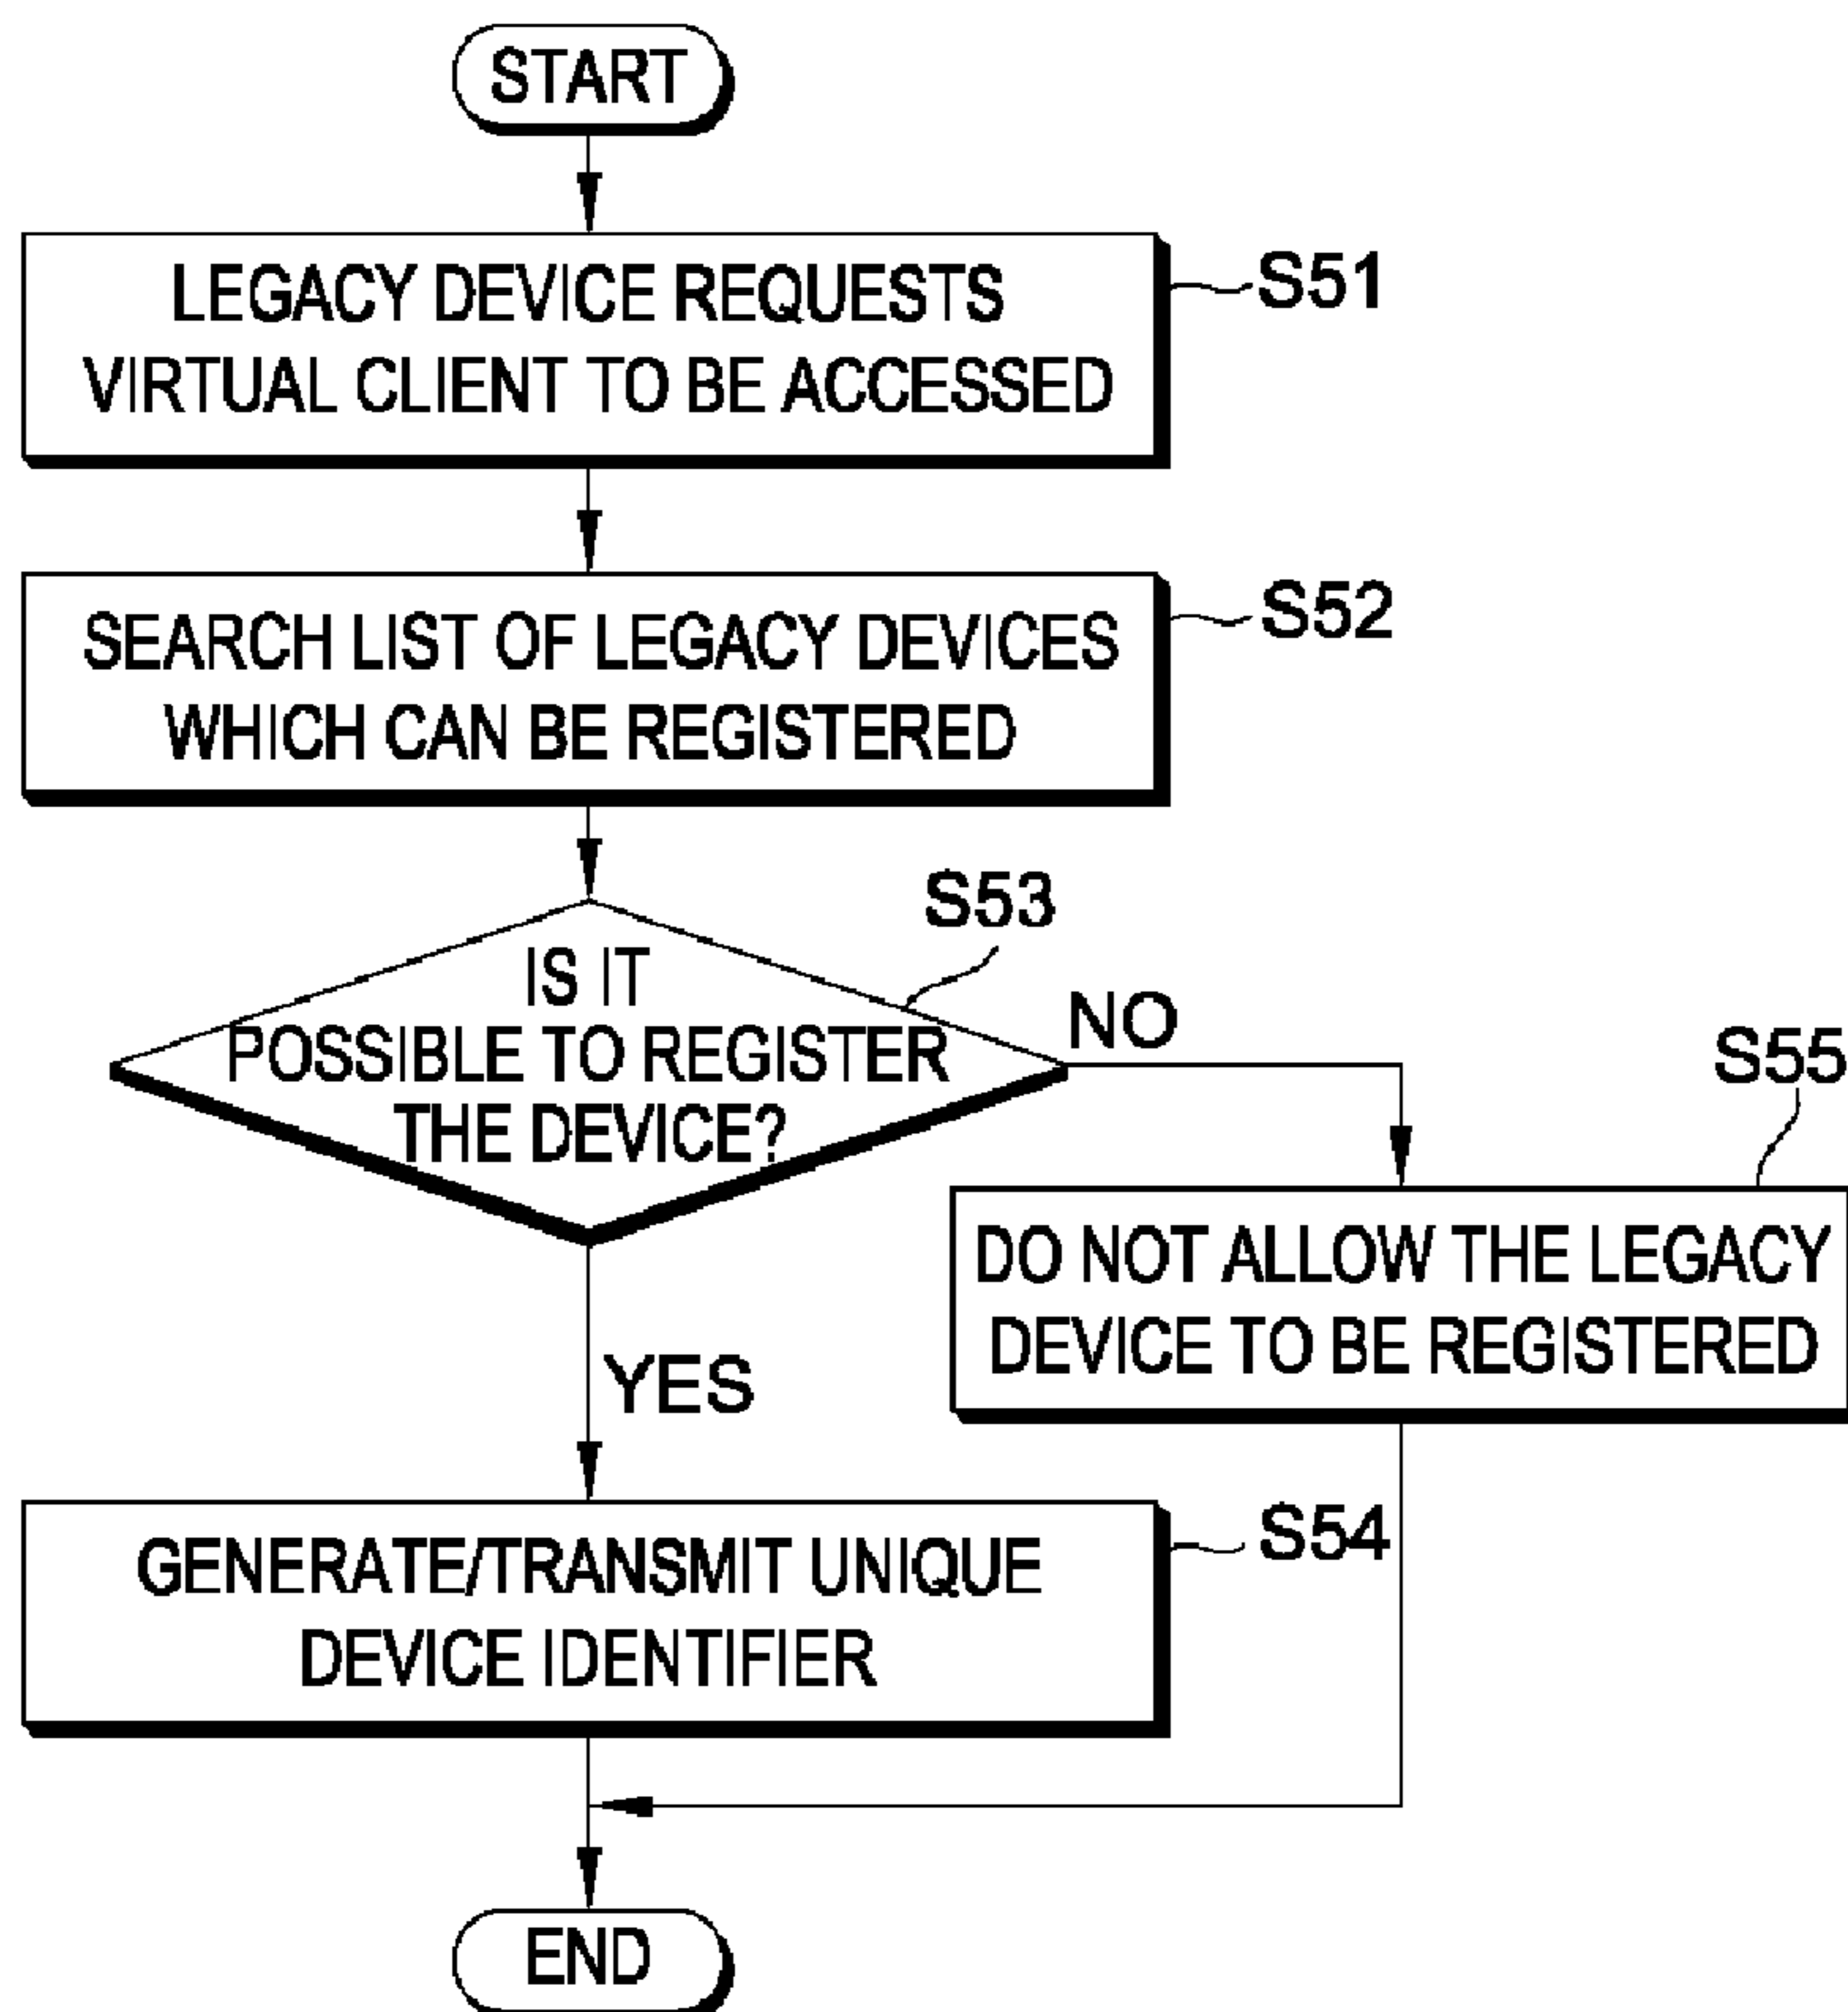 START
LEGACY DEVICE REQUESTS
VIRTUAL CLIENT TO BE ACCESSED
S51
SEARCH LIST OF LEGACY DEVICES
WHICH CAN BE REGISTERED
S52
S53
IS IT
POSSIBLE TO REGISTER
THE DEVICE?
NO
S55
DO NOT ALLOW THE LEGACY
DEVICE TO BE REGISTERED
YES
GENERATE/TRANSMIT UNIQUE
DEVICE IDENTIFIER
S54
END